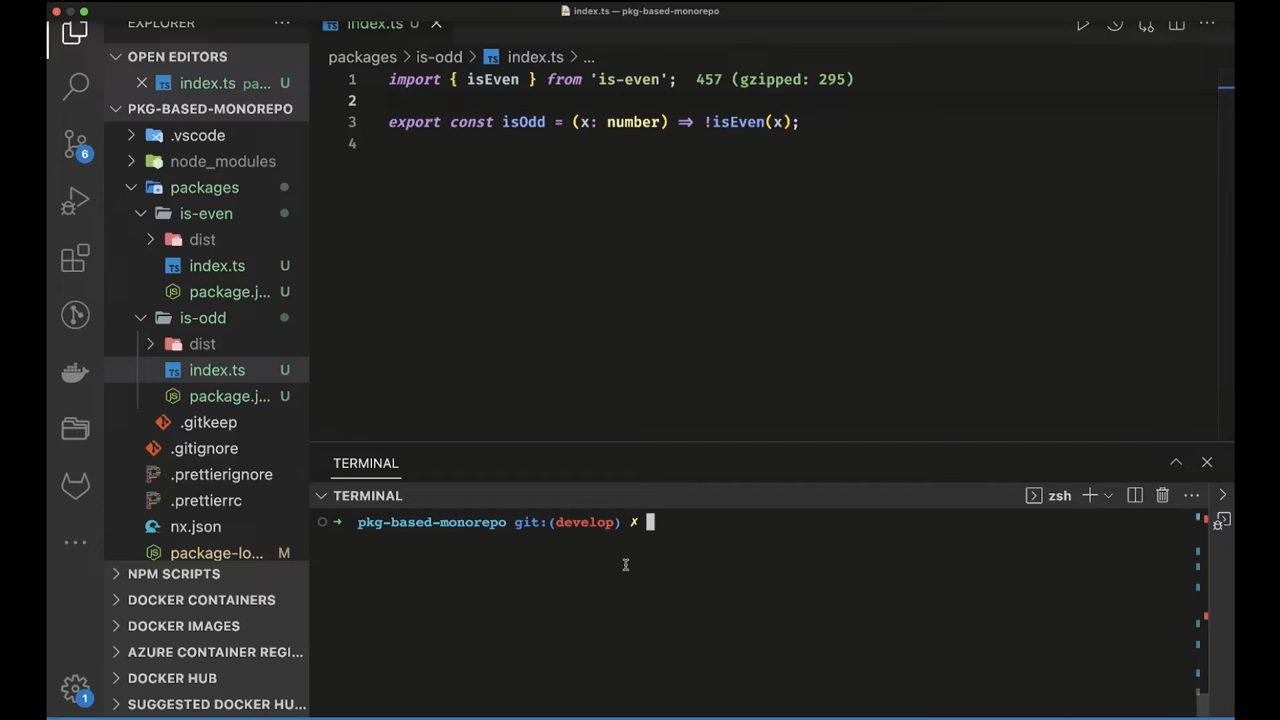 index.ts — pkg-based-monorepo
EXPLORER
index.ts U
OPEN EDITORS
index.ts pa... U
PKG-BASED-MONOREPO
.vscode
node_modules
packages
is-even
dist
index.ts U
package.j... U
is-odd
dist
index.ts U
package.j... U
.gitkeep
.gitignore
.prettierignore
.prettierrc
nx.json
package-lo... M
NPM SCRIPTS
DOCKER CONTAINERS
DOCKER IMAGES
AZURE CONTAINER REGI...
DOCKER HUB
SUGGESTED DOCKER HU...
6
1
packages > is-odd > TS index.ts > ...
1 import { isEven } from 'is-even'; 457 (gzipped: 295)
2
3 export const isOdd = (x: number) => !isEven(x);
4
TERMINAL
TERMINAL
zsh
→ pkg-based-monorepo git:(develop) ✗